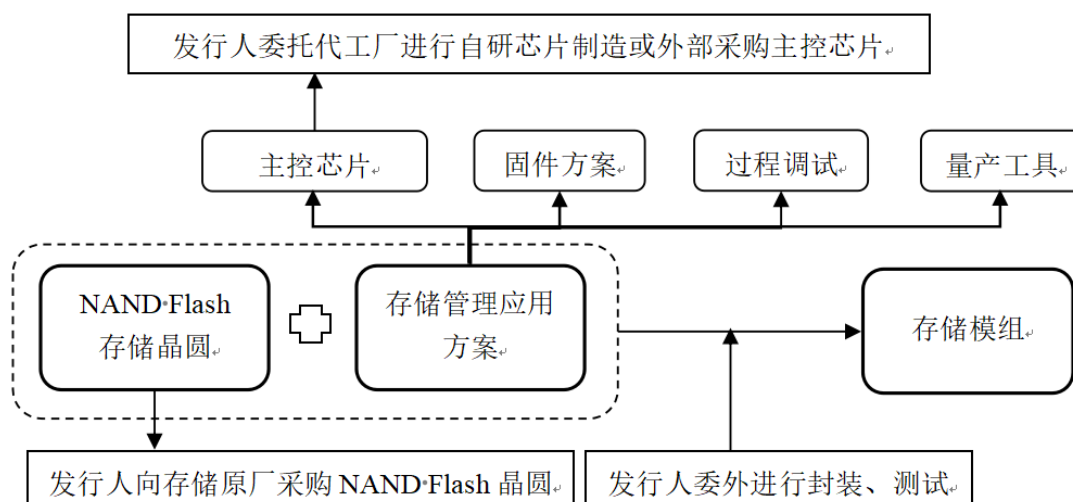 发行人委托代工厂进行自研芯片制造或外部采购主控芯片
主控芯片
固件方案
过程调试
量产工具
NAND Flash
存储晶圆
存储管理应用
方案
存储模组
发行人向存储原厂采购 NAND Flash 晶圆
发行人委外进行封装、测试